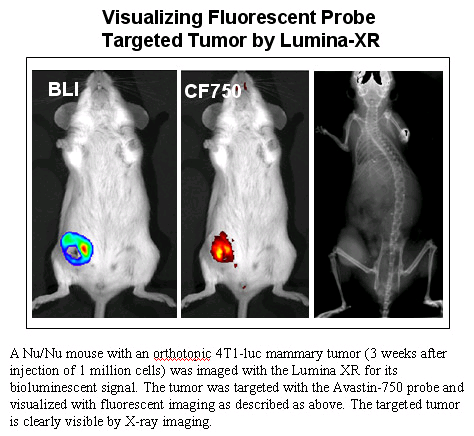 Visualizing Fluorescent Probe
Targeted Tumor by Lumina-XR
BLI
CF750
A Nu/Nu mouse with an orthotopic 4T1-luc mammary tumor (3 weeks after
injection of 1 million cells) was imaged with the Lumina XR for its
bioluminescent signal. The tumor was targeted with the Avastin-750 probe and
visualized with fluorescent imaging as described as above. The targeted tumor
is clearly visible by X-ray imaging.